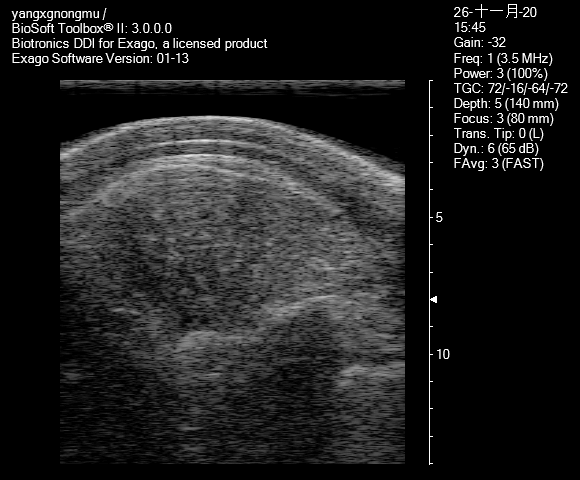 yangxgnongmu /
BioSoft Toolbox® II: 3.0.0.0
Biotronics DDI for Exago, a licensed product
Exago Software Version: 01-13
26-十一月-20
15:45
Gain: -32
Freq: 1 (3.5 MHz)
Power: 3 (100%)
TGC: 72/-16/-64/-72
Depth: 5 (140 mm)
Focus: 3 (80 mm)
Trans. Tip: 0 (L)
Dyn.: 6 (65 dB)
FAvg: 3 (FAST)
5
10